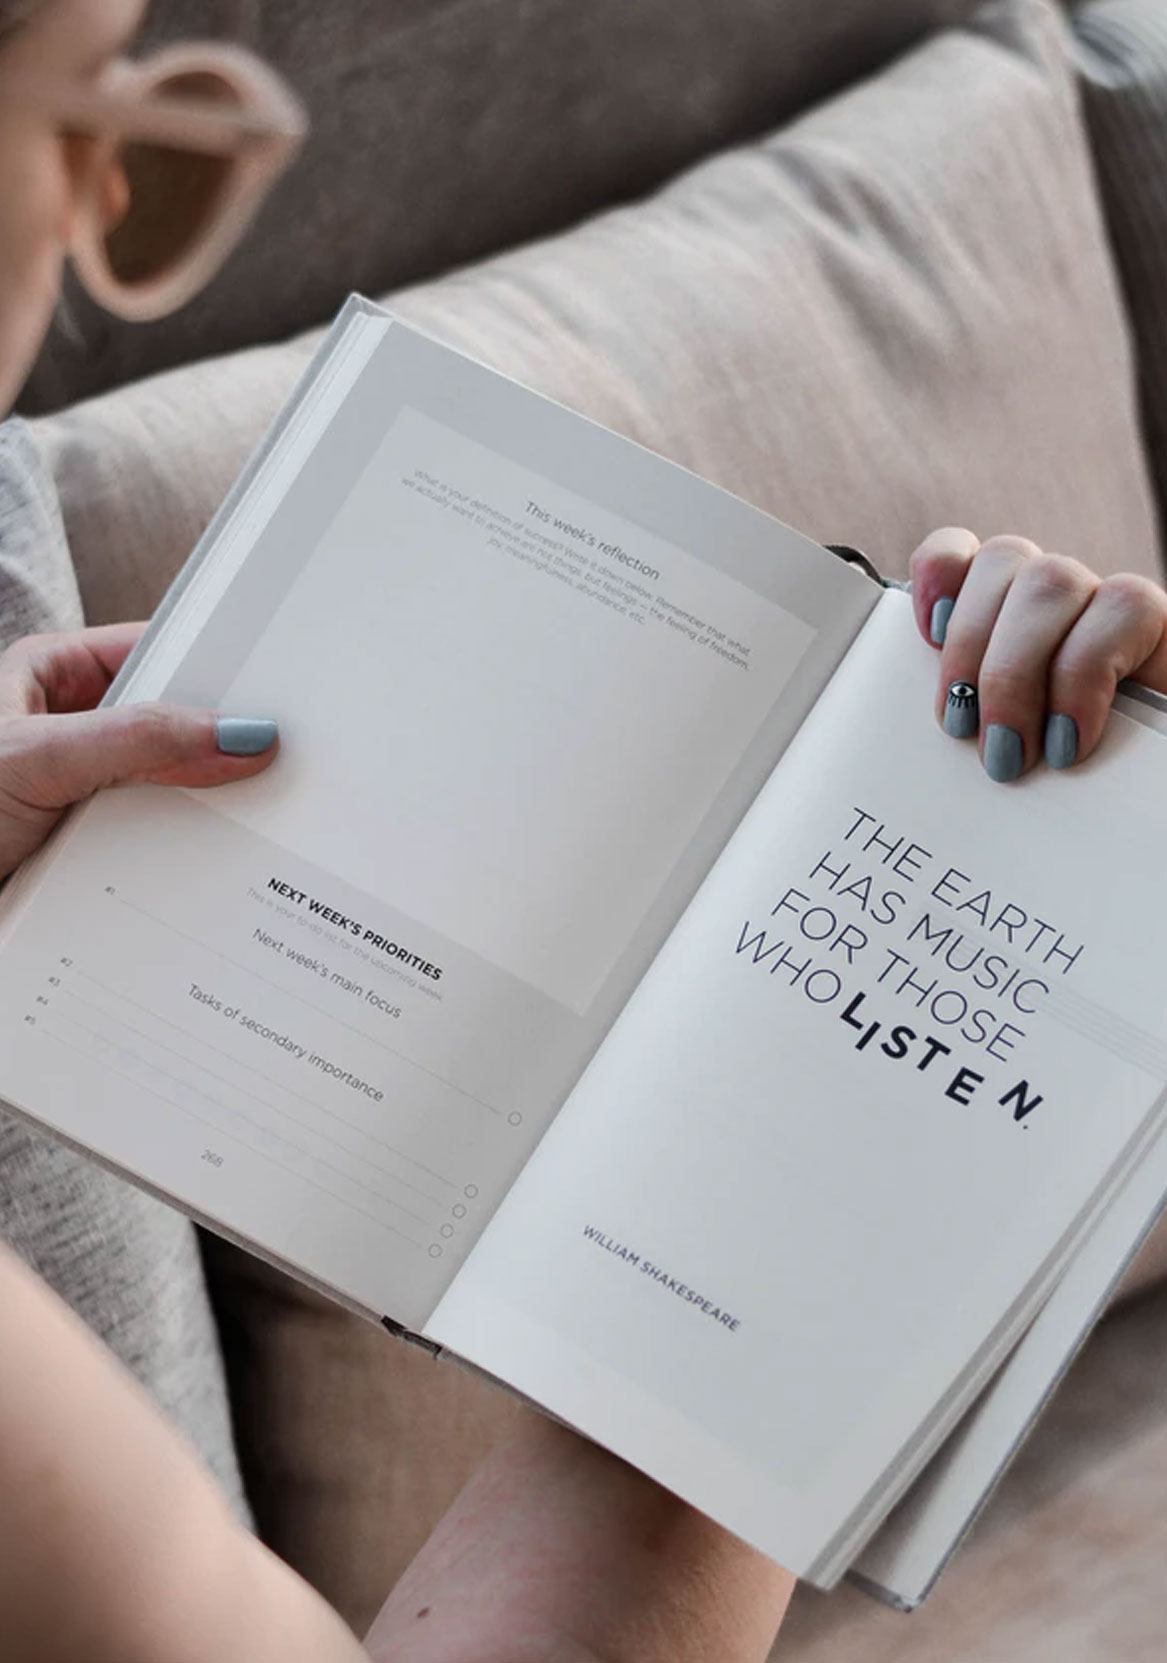 This week's reflection
What is your definition of success? Write it down below. Remember that what
we actually want to achieve are not things, but feelings – the feeling of freedom,
joy, meaningfulness, abundance, etc.
NEXT WEEK'S PRIORITIES
This is your to-do list for the upcoming week.
Next week's main focus
#1
Tasks of secondary importance
#2
#3
#4
#5
268
THE EARTH
HAS MUSIC
FOR THOSE
WHO LISTEN.
WILLIAM SHAKESPEARE